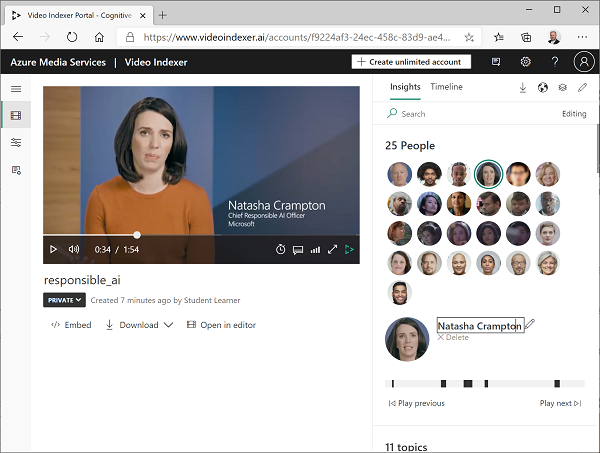 Video Indexer Portal - Cognitive
https://www.videoindexer.ai/accounts/f9224af3-24ec-458c-83d9-ae4...
Azure Media Services | Video Indexer
+ Create unlimited account
?
Insights Timeline
Search Editing
25 People
Natasha Crampton
Chief Responsible AI Officer
Microsoft
0:34 / 1:54
responsible_ai
PRIVATE Created 7 minutes ago by Student Learner
</> Embed Download Open in editor
Natasha Crampton
Delete
Play previous Play next
11 topics